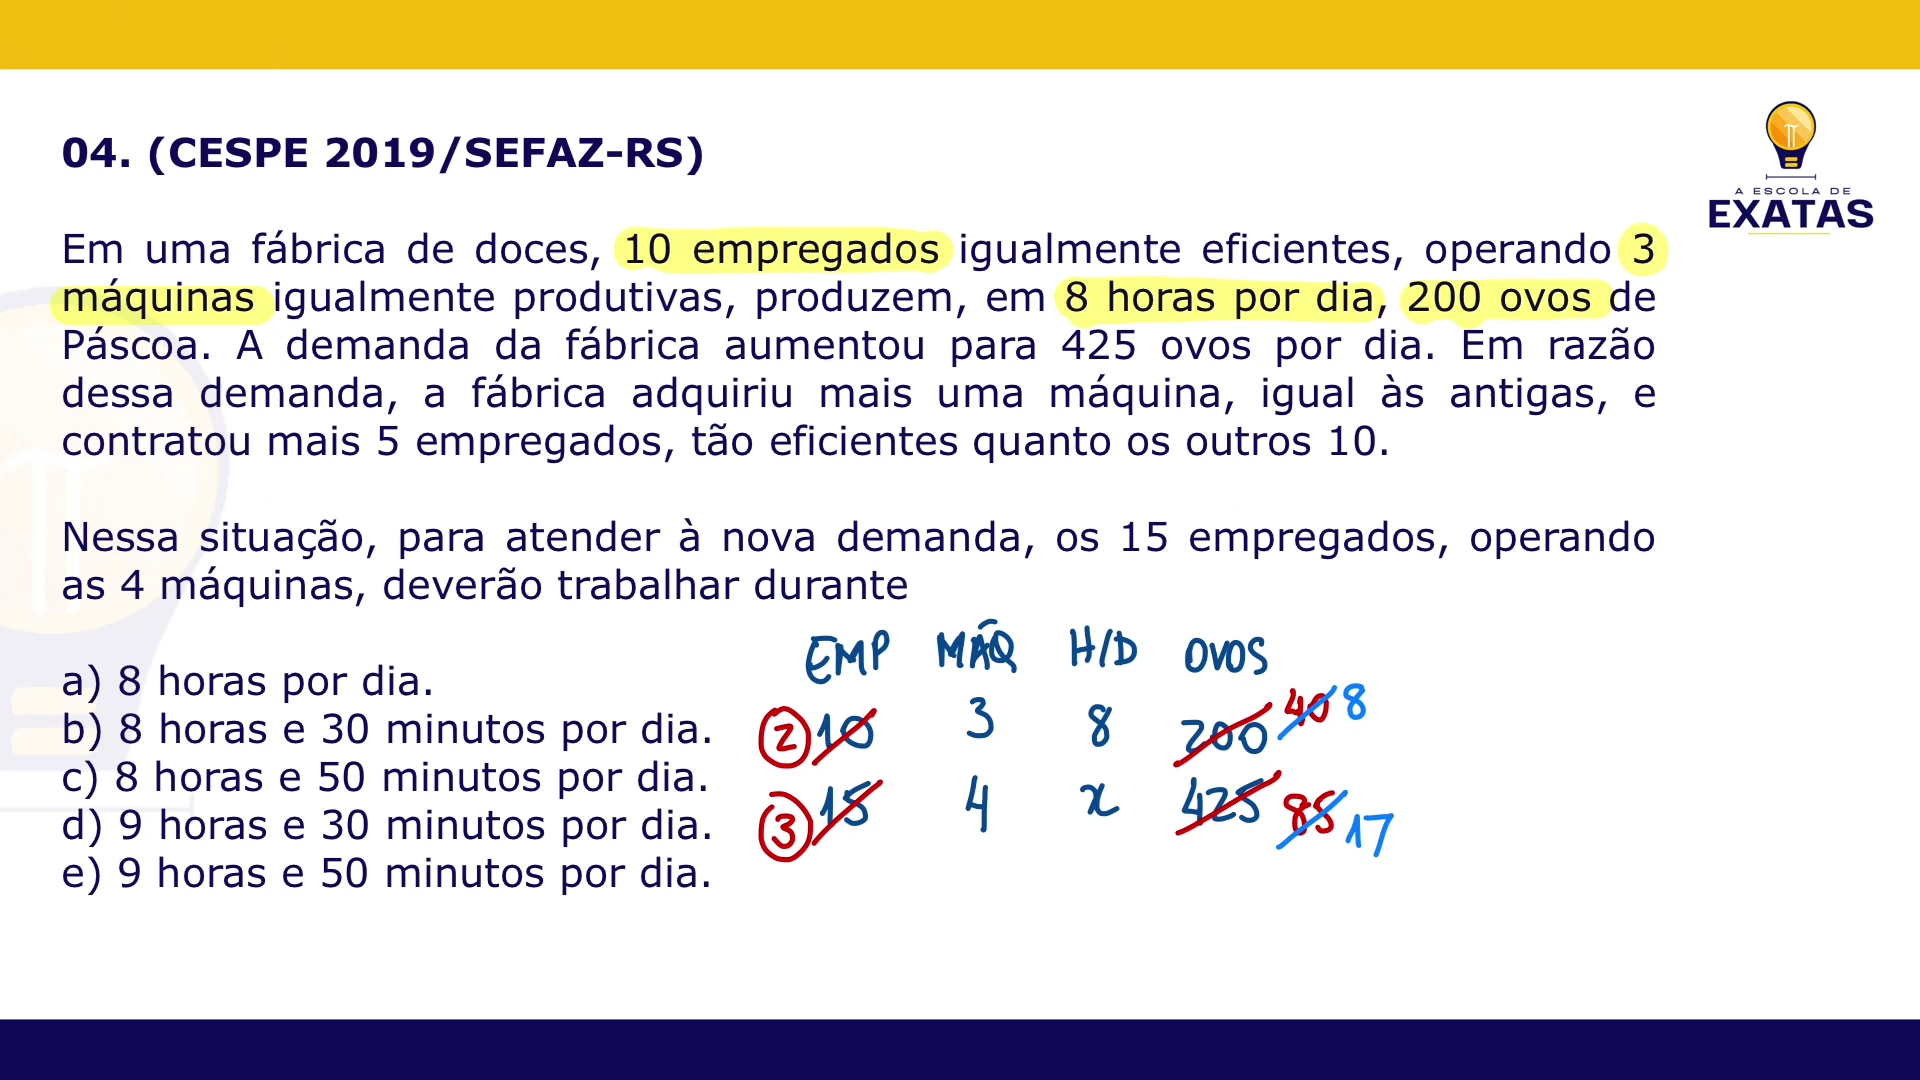 04. (CESPE 2019/SEFAZ-RS)
A ESCOLA DE
EXATAS
Em uma fábrica de doces, 10 empregados igualmente eficientes, operando 3
máquinas igualmente produtivas, produzem, em 8 horas por dia, 200 ovos de
Páscoa. A demanda da fábrica aumentou para 425 ovos por dia. Em razão
dessa demanda, a fábrica adquiriu mais uma máquina, igual às antigas, e
contratou mais 5 empregados, tão eficientes quanto os outros 10.
Nessa situação, para atender à nova demanda, os 15 empregados, operando
as 4 máquinas, deverão trabalhar durante
a) 8 horas por dia.
b) 8 horas e 30 minutos por dia.
c) 8 horas e 50 minutos por dia.
d) 9 horas e 30 minutos por dia.
e) 9 horas e 50 minutos por dia.
EMP MÁQ H/D OVOS
2 10 3 8 200 40 8
3 15 4 x 425 85 17